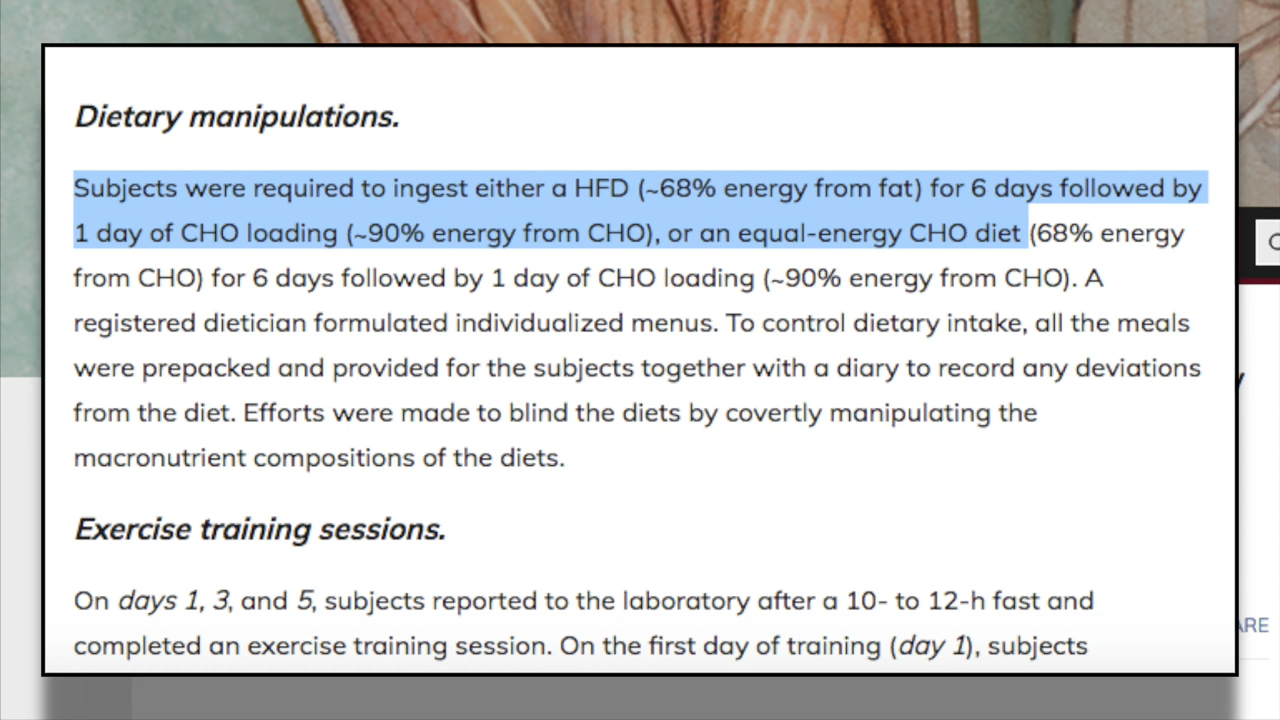 Dietary manipulations.
Subjects were required to ingest either a HFD (~68% energy from fat) for 6 days followed by
1 day of CHO loading (~90% energy from CHO), or an equal-energy CHO diet (68% energy
from CHO) for 6 days followed by 1 day of CHO loading (~90% energy from CHO). A
registered dietician formulated individualized menus. To control dietary intake, all the meals
were prepacked and provided for the subjects together with a diary to record any deviations
from the diet. Efforts were made to blind the diets by covertly manipulating the
macronutrient compositions of the diets.
Exercise training sessions.
On days 1, 3, and 5, subjects reported to the laboratory after a 10- to 12-h fast and
completed an exercise training session. On the first day of training (day 1), subjects